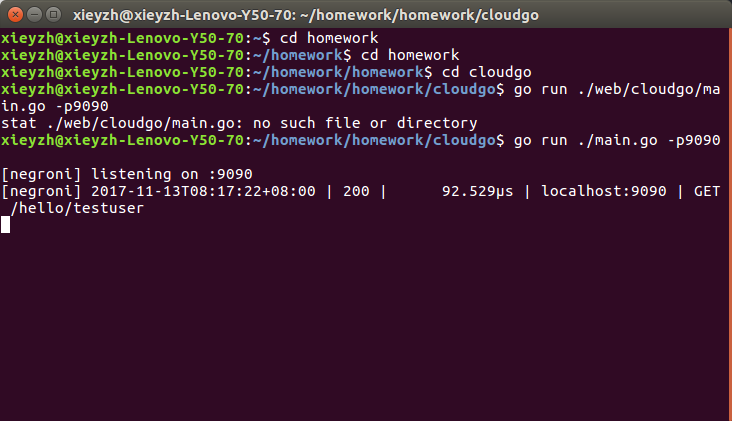 xieyzh@xieyzh-Lenovo-Y50-70: ~/homework/homework/cloudgo
xieyzh@xieyzh-Lenovo-Y50-70:~$ cd homework
xieyzh@xieyzh-Lenovo-Y50-70:~/homework$ cd homework
xieyzh@xieyzh-Lenovo-Y50-70:~/homework/homework$ cd cloudgo
xieyzh@xieyzh-Lenovo-Y50-70:~/homework/homework/cloudgo$ go run ./web/cloudgo/ma
in.go -p9090
stat ./web/cloudgo/main.go: no such file or directory
xieyzh@xieyzh-Lenovo-Y50-70:~/homework/homework/cloudgo$ go run ./main.go -p9090
[negroni] listening on :9090
[negroni] 2017-11-13T08:17:22+08:00 | 200 |      92.529µs | localhost:9090 | GET
/hello/testuser